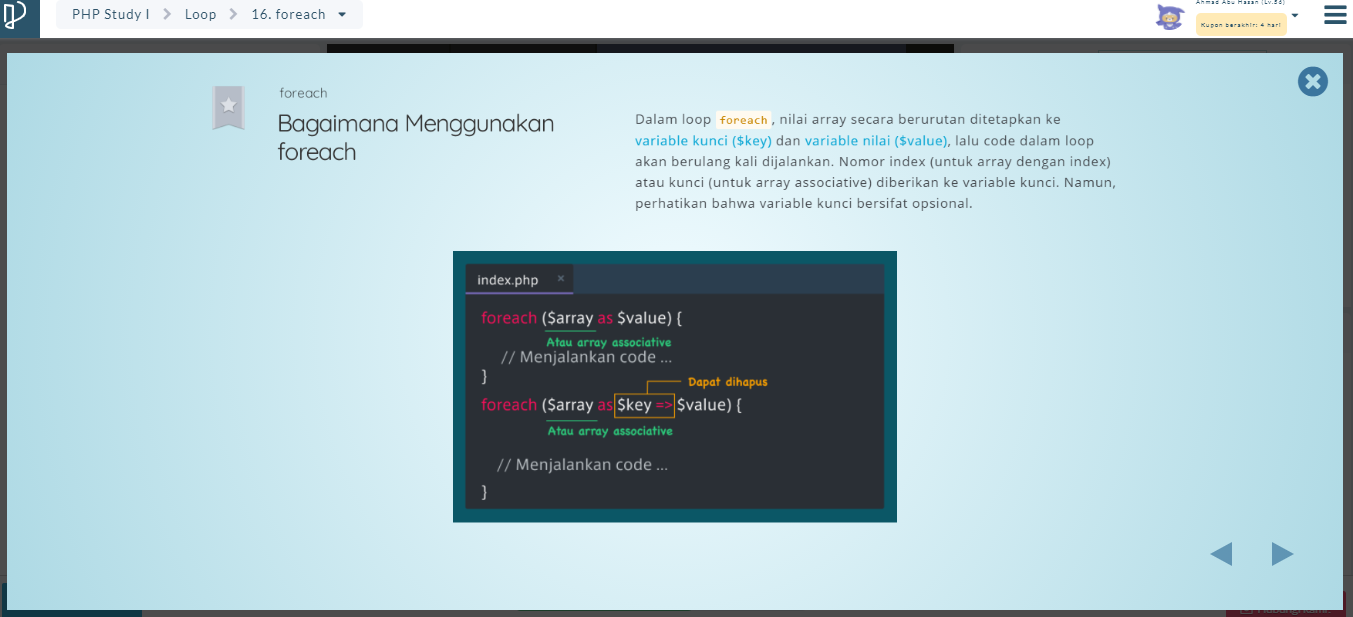 PHP Study I
Loop
16. foreach
Ahmad Abu Hasan (Lv.86)
Kupon berakhir: 4 hari
foreach
Bagaimana Menggunakan
foreach
Dalam loop foreach, nilai array secara berurutan ditetapkan ke
variable kunci ($key) dan variable nilai ($value), lalu code dalam loop
akan berulang kali dijalankan. Nomor index (untuk array dengan index)
atau kunci (untuk array associative) diberikan ke variable kunci. Namun,
perhatikan bahwa variable kunci bersifat opsional.
index.php ×
foreach ($array as $value) {
Atau array associative
// Menjalankan code ...
}
Dapat dihapus
foreach ($array as $key => $value) {
Atau array associative
// Menjalankan code ...
}